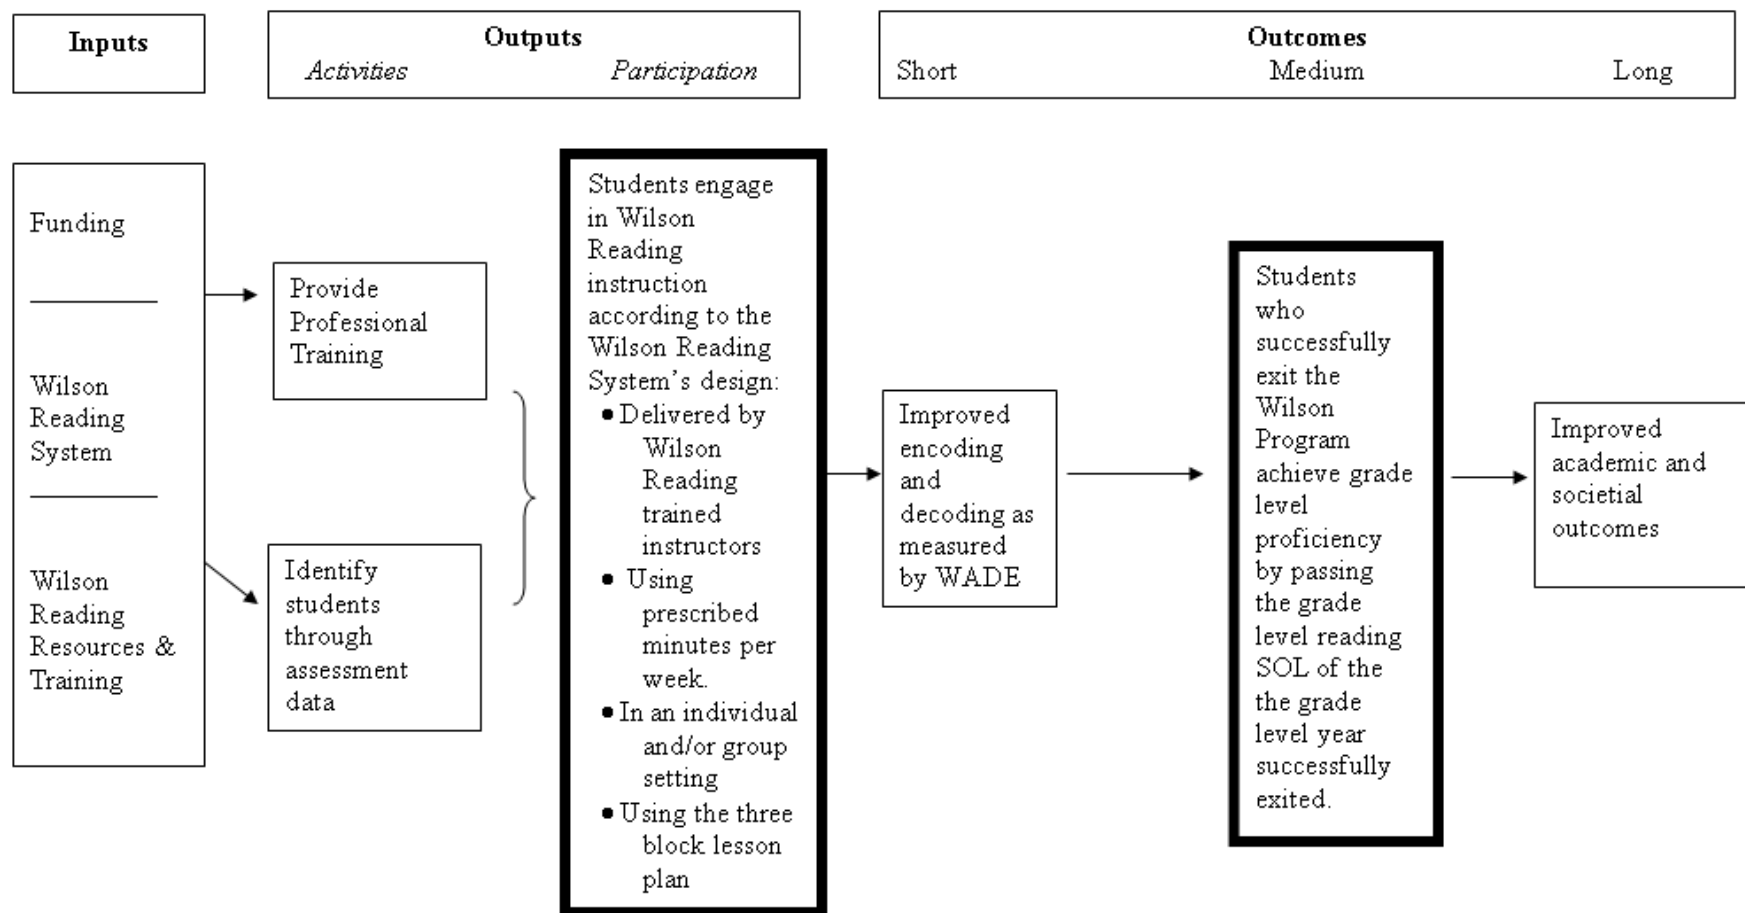 Inputs
Outputs
Activities Participation
Outcomes
Short Medium Long
Funding
Wilson
Reading
System
Wilson
Reading
Resources &
Training
Provide
Professional
Training
Identify
students
through
assessment
data
Students engage
in Wilson
Reading
instruction
according to the
Wilson Reading
System's design:
● Delivered by
Wilson
Reading
trained
instructors
● Using
prescribed
minutes per
week.
● In an individual
and/or group
setting
● Using the three
block lesson
plan
Improved
encoding
and
decoding as
measured
by WADE
Students
who
successfully
exit the
Wilson
Program
achieve grade
level
proficiency
by passing
the grade
level reading
SOL of the
the grade
level year
successfully
exited.
Improved
academic and
societial
outcomes